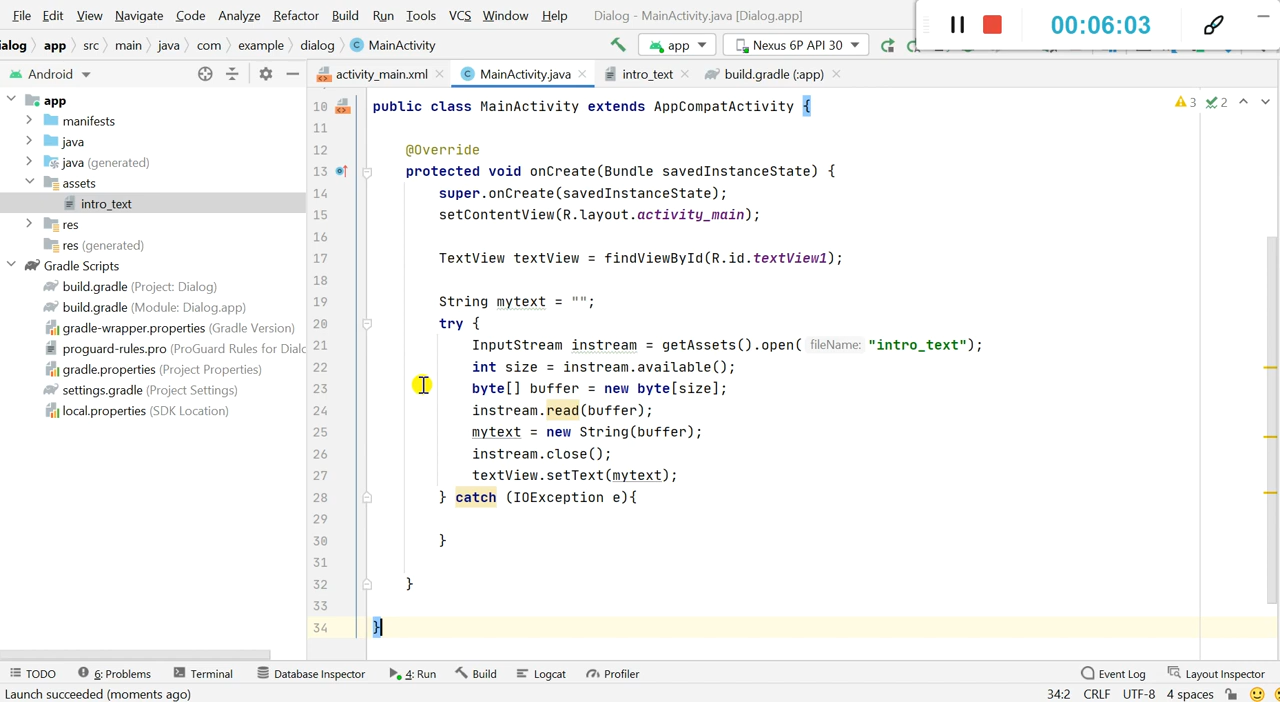 File Edit View Navigate Code Analyze Refactor Build Run Tools VCS Window Help Dialog - MainActivity.java [Dialog.app]
00:06:03
ialog app src main java com example dialog MainActivity app Nexus 6P API 30
Android activity_main.xml MainActivity.java intro_text build.gradle (:app)
app
manifests
java
java (generated)
assets
intro_text
res
res (generated)
Gradle Scripts
build.gradle (Project: Dialog)
build.gradle (Module: Dialog.app)
gradle-wrapper.properties (Gradle Version)
proguard-rules.pro (ProGuard Rules for Dialo
gradle.properties (Project Properties)
settings.gradle (Project Settings)
local.properties (SDK Location)
3 2
10 public class MainActivity extends AppCompatActivity {
11
12 @Override
13 protected void onCreate(Bundle savedInstanceState) {
14 super.onCreate(savedInstanceState);
15 setContentView(R.layout.activity_main);
16
17 TextView textView = findViewById(R.id.textView1);
18
19 String mytext = "";
20 try {
21 InputStream instream = getAssets().open( fileName: "intro_text");
22 int size = instream.available();
23 byte[] buffer = new byte[size];
24 instream.read(buffer);
25 mytext = new String(buffer);
26 instream.close();
27 textView.setText(mytext);
28 } catch (IOException e){
29
30 }
31
32 }
33
34 }
TODO 6: Problems Terminal Database Inspector 4: Run Build Logcat Profiler Event Log Layout Inspector
Launch succeeded (moments ago) 34:2 CRLF UTF-8 4 spaces